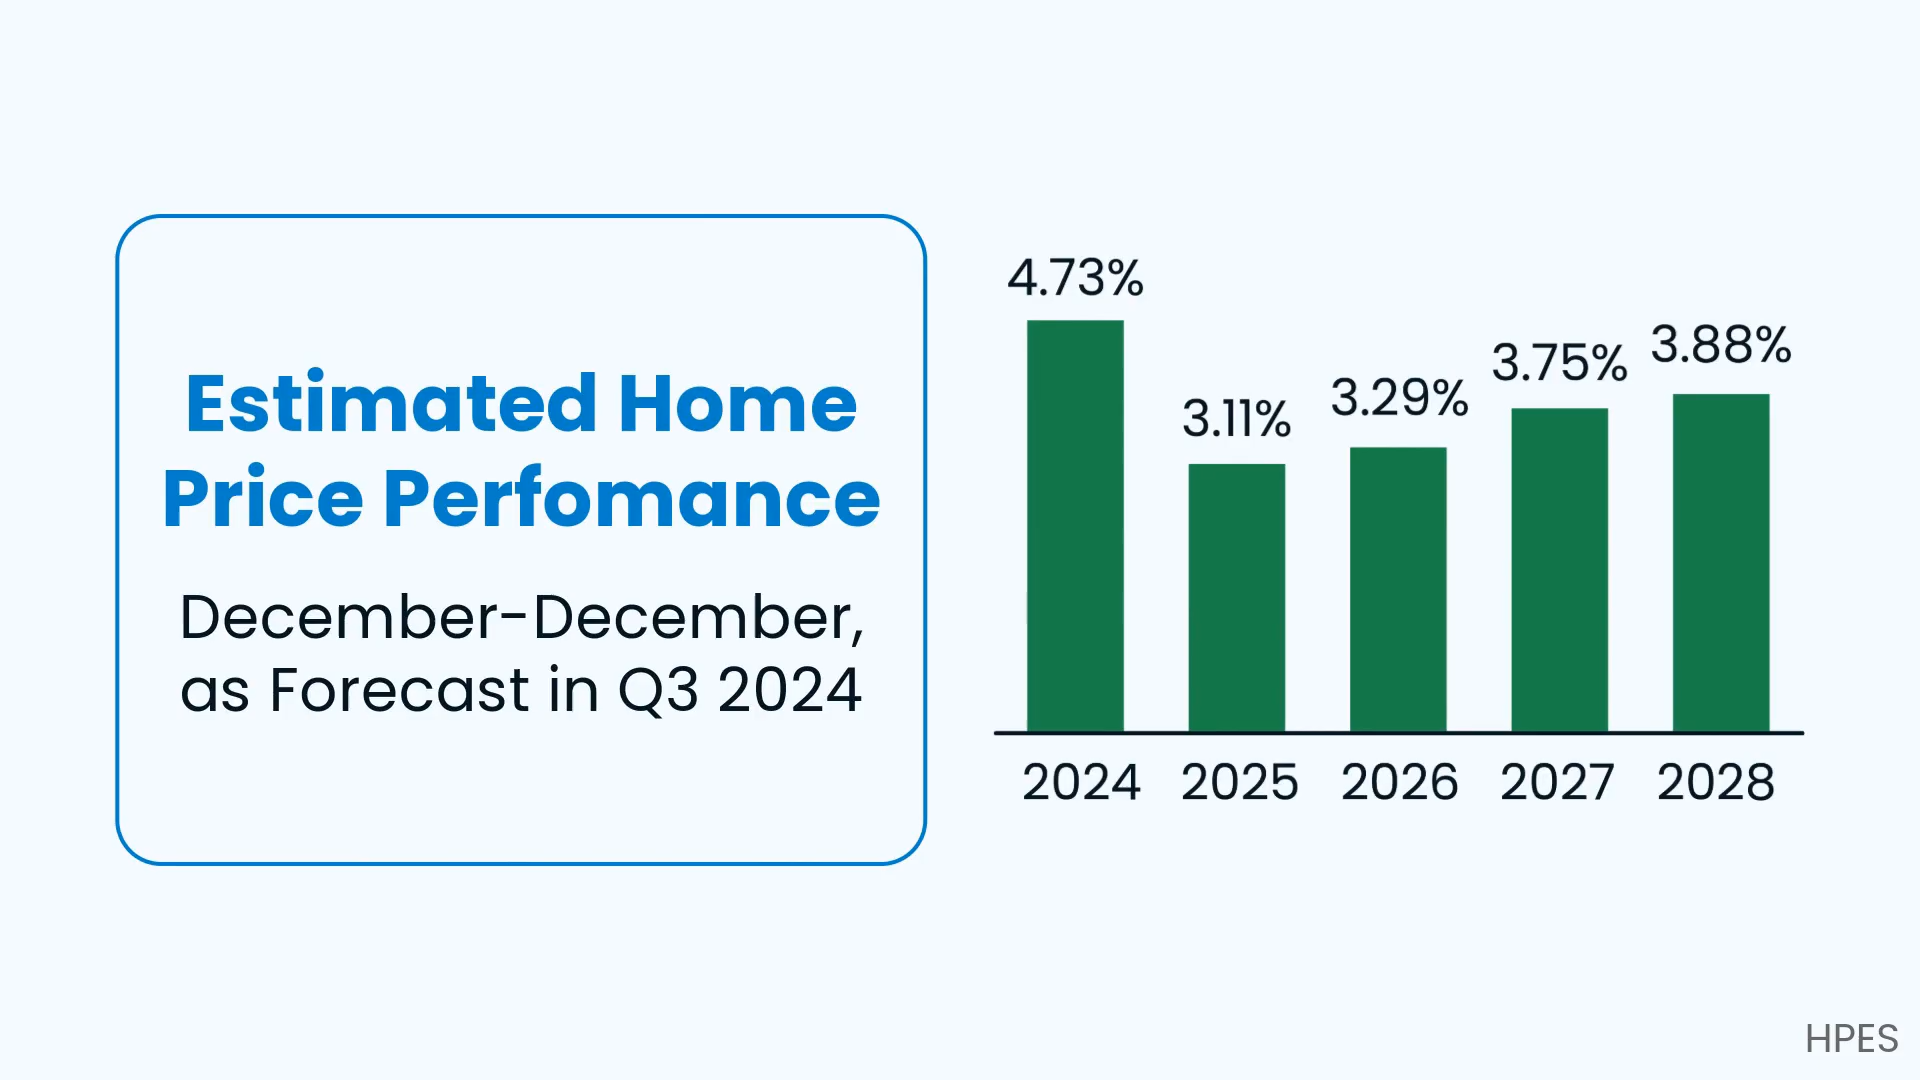 Estimated Home
Price Perfomance
December-December,
as Forecast in Q3 2024
4.73%
3.11%
3.29%
3.75%
3.88%
2024 2025 2026 2027 2028
HPES